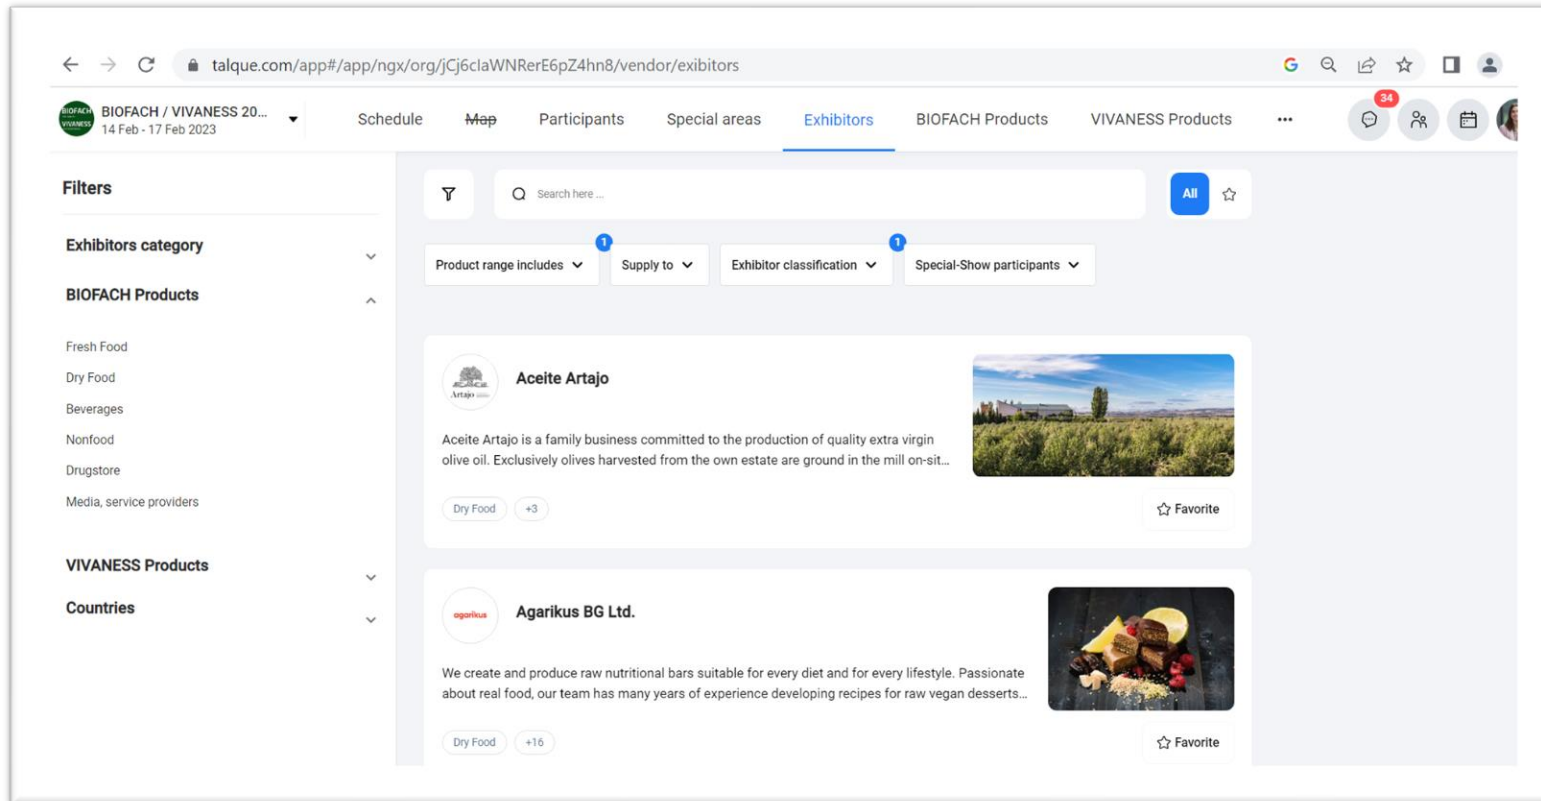 talque.com/app#/app/ngx/org/jCj6cIaWNRerE6pZ4hn8/vendor/exibitors
BIOFACH / VIVANESS 20...
14 Feb - 17 Feb 2023
Schedule
Map
Participants
Special areas
Exhibitors
BIOFACH Products
VIVANESS Products
34
Filters
Exhibitors category
BIOFACH Products
Fresh Food
Dry Food
Beverages
Nonfood
Drugstore
Media, service providers
VIVANESS Products
Countries
Search here ...
All
Product range includes
1
Supply to
Exhibitor classification
1
Special-Show participants
Artajo
Aceite Artajo
Aceite Artajo is a family business committed to the production of quality extra virgin
olive oil. Exclusively olives harvested from the own estate are ground in the mill on-sit...
Dry Food
+3
Favorite
agarikus
Agarikus BG Ltd.
We create and produce raw nutritional bars suitable for every diet and for every lifestyle. Passionate
about real food, our team has many years of experience developing recipes for raw vegan desserts...
Dry Food
+16
Favorite